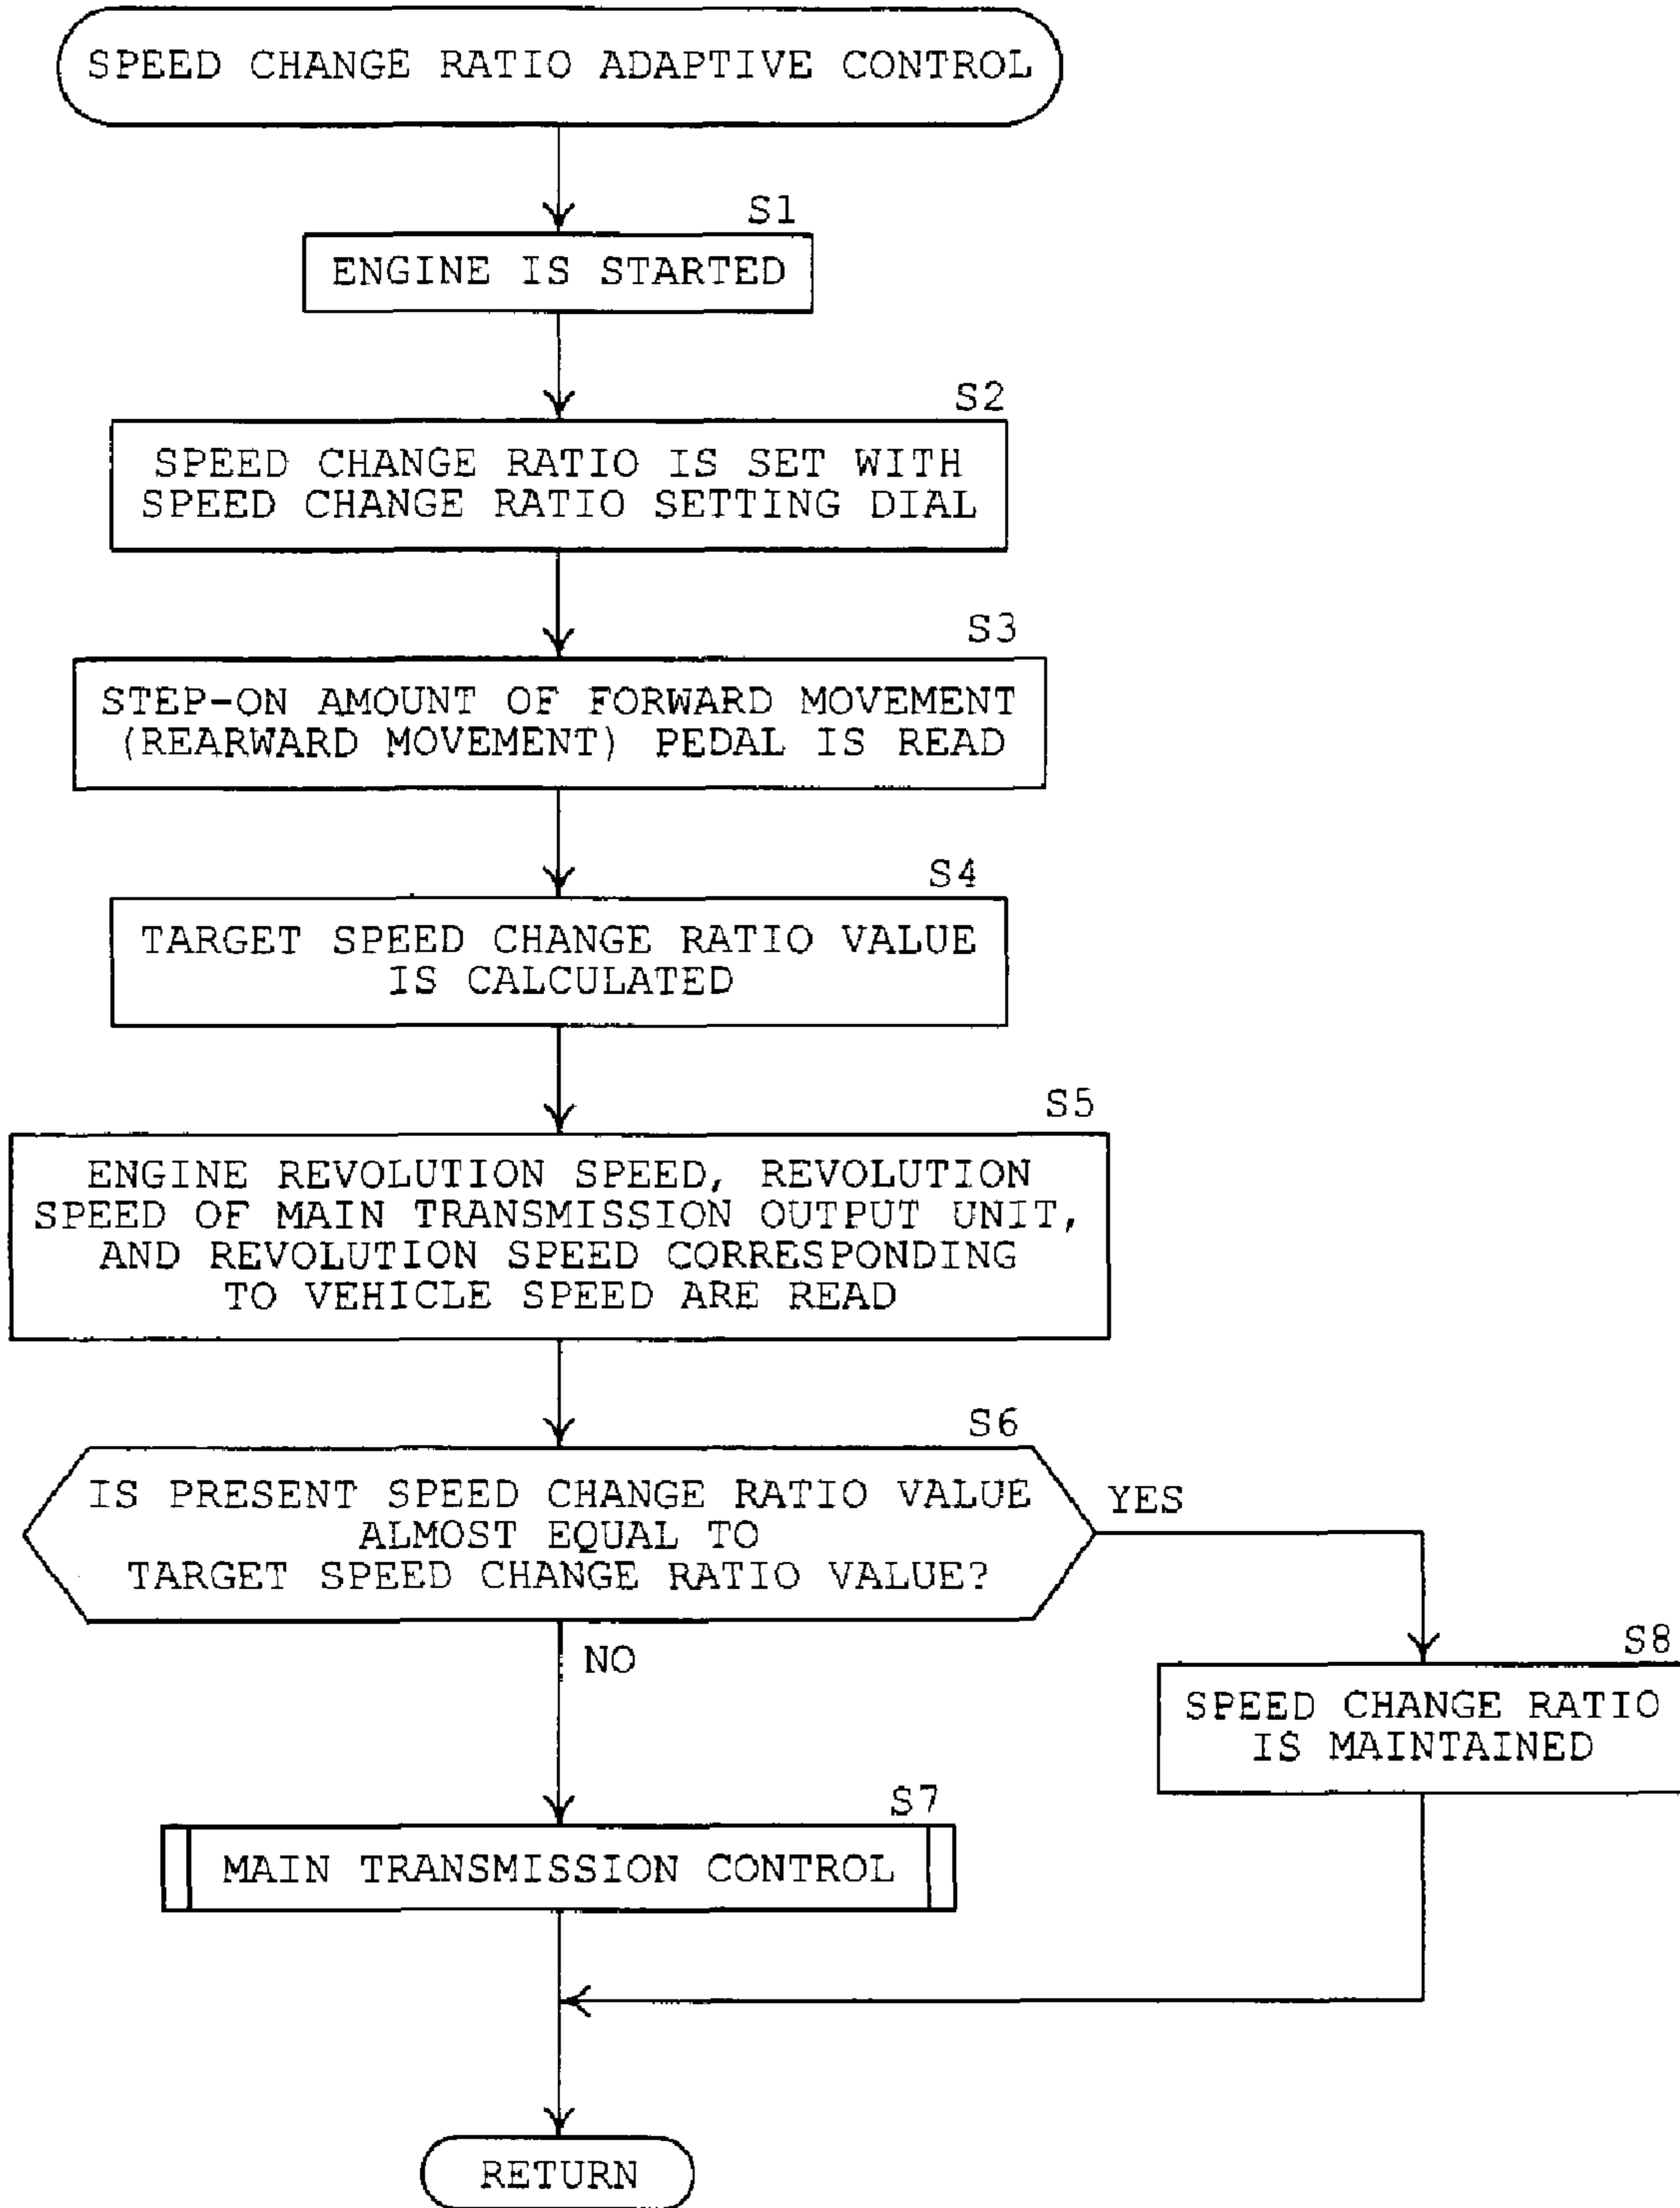 SPEED CHANGE RATIO ADAPTIVE CONTROL
S1
ENGINE IS STARTED
S2
SPEED CHANGE RATIO IS SET WITH
SPEED CHANGE RATIO SETTING DIAL
S3
STEP-ON AMOUNT OF FORWARD MOVEMENT
(REARWARD MOVEMENT) PEDAL IS READ
S4
TARGET SPEED CHANGE RATIO VALUE
IS CALCULATED
S5
ENGINE REVOLUTION SPEED, REVOLUTION
SPEED OF MAIN TRANSMISSION OUTPUT UNIT,
AND REVOLUTION SPEED CORRESPONDING
TO VEHICLE SPEED ARE READ
S6
IS PRESENT SPEED CHANGE RATIO VALUE
ALMOST EQUAL TO
TARGET SPEED CHANGE RATIO VALUE?
YES
NO
S8
SPEED CHANGE RATIO
IS MAINTAINED
S7
MAIN TRANSMISSION CONTROL
RETURN